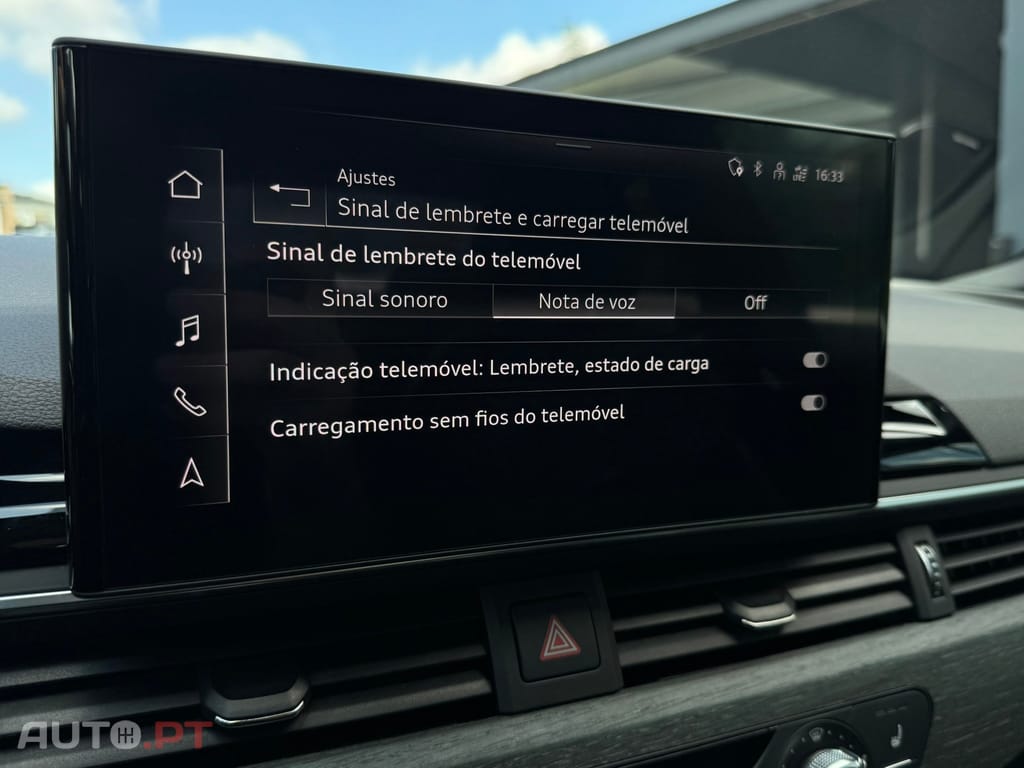 Ajustes
16:33
Sinal de lembrete e carregar telemóvel
Sinal de lembrete do telemóvel
Sinal sonoro
Nota de voz
Off
Indicação telemóvel: Lembrete, estado de carga
Carregamento sem fios do telemóvel
AUTO.PT